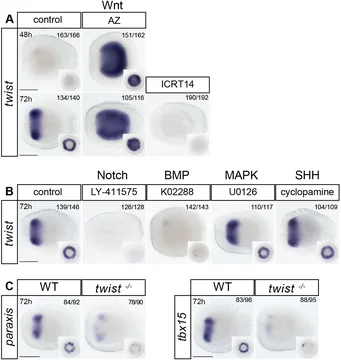 Wnt
A control AZ
48h 163/166 151/162
ICRT14
twist
72h 134/140 105/116 190/192
Notch BMP MAPK SHH
B control LY-411575 K02288 U0126 cyclopamine
twist 72h 139/146 126/128 142/143 110/117 104/109
C WT twist -/- WT twist -/-
paraxis 72h 84/92 78/90 tbx15 72h 83/96 88/95